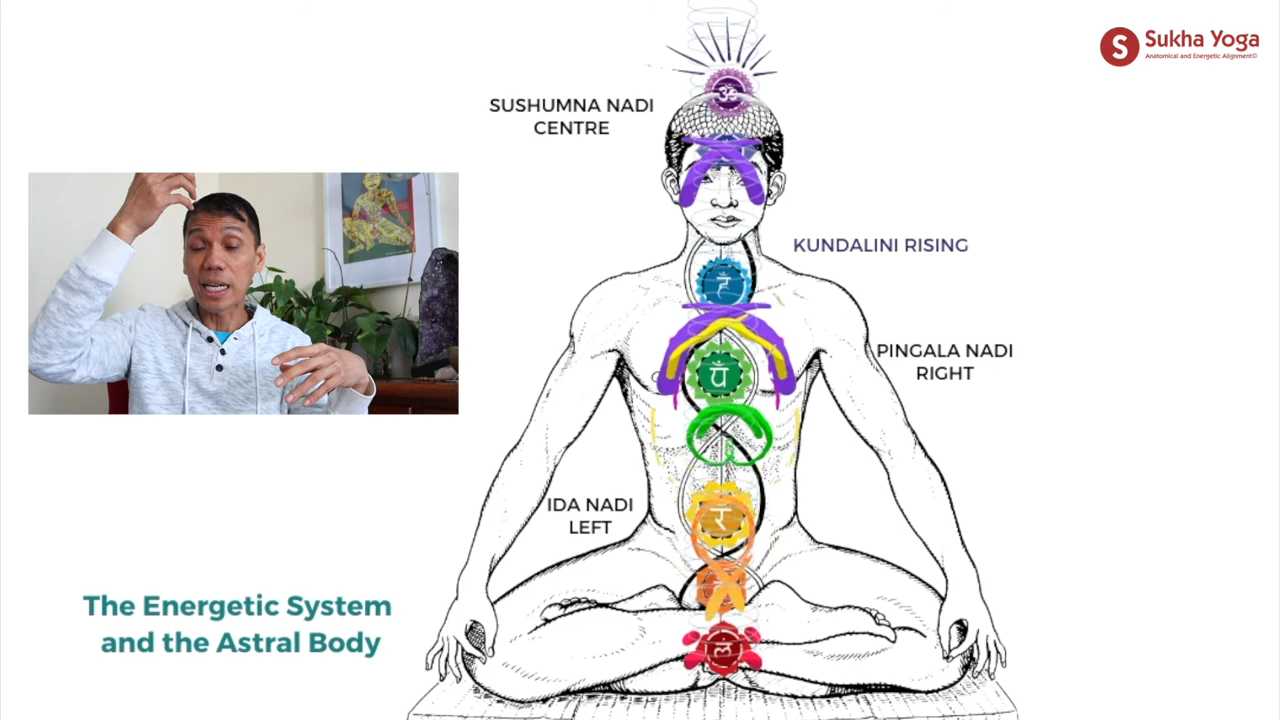 S
Sukha Yoga
Anatomical and Energetic Alignment©
SUSHUMNA NADI
CENTRE
ॐ
KUNDALINI RISING
हं
PINGALA NADI
RIGHT
यँ
IDA NADI
LEFT
रं
The Energetic System
and the Astral Body
लं